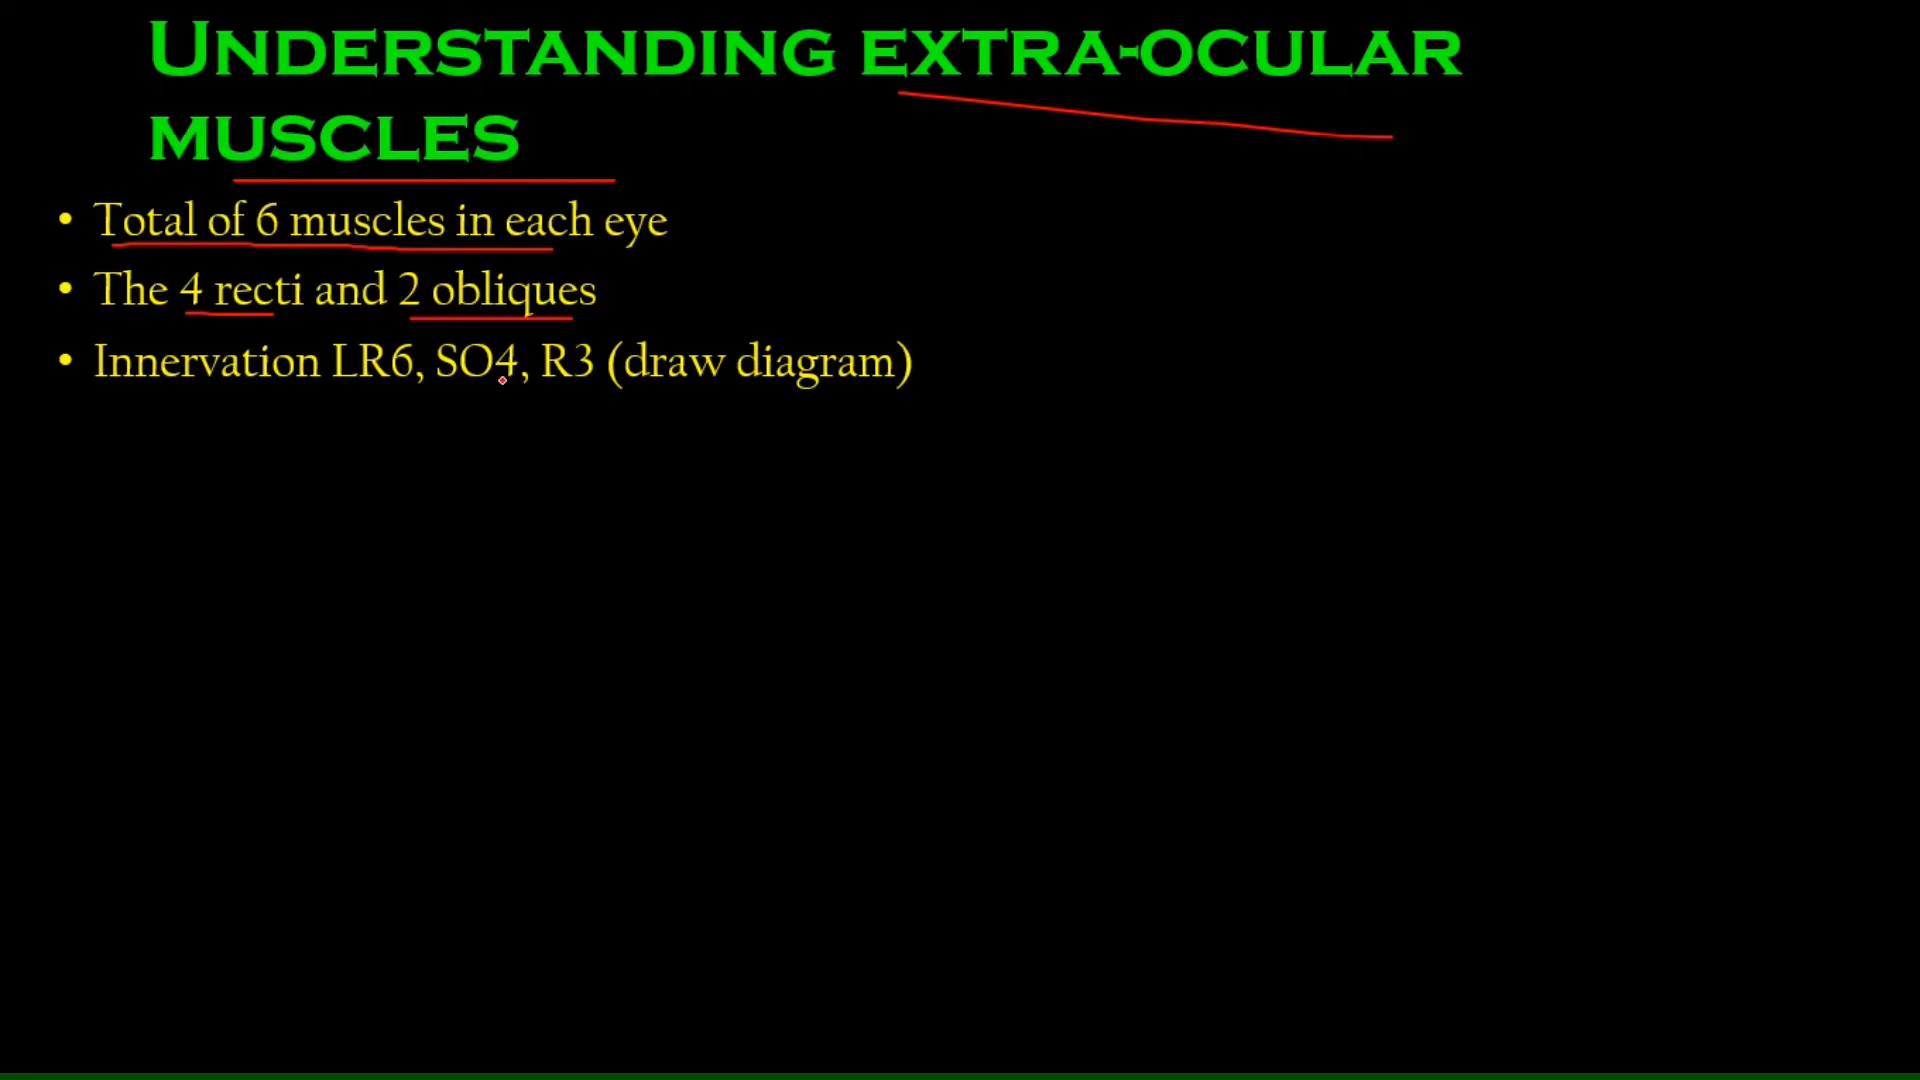 UNDERSTANDING EXTRA-OCULAR
MUSCLES
• Total of 6 muscles in each eye
• The 4 recti and 2 obliques
• Innervation LR6, SO4, R3 (draw diagram)